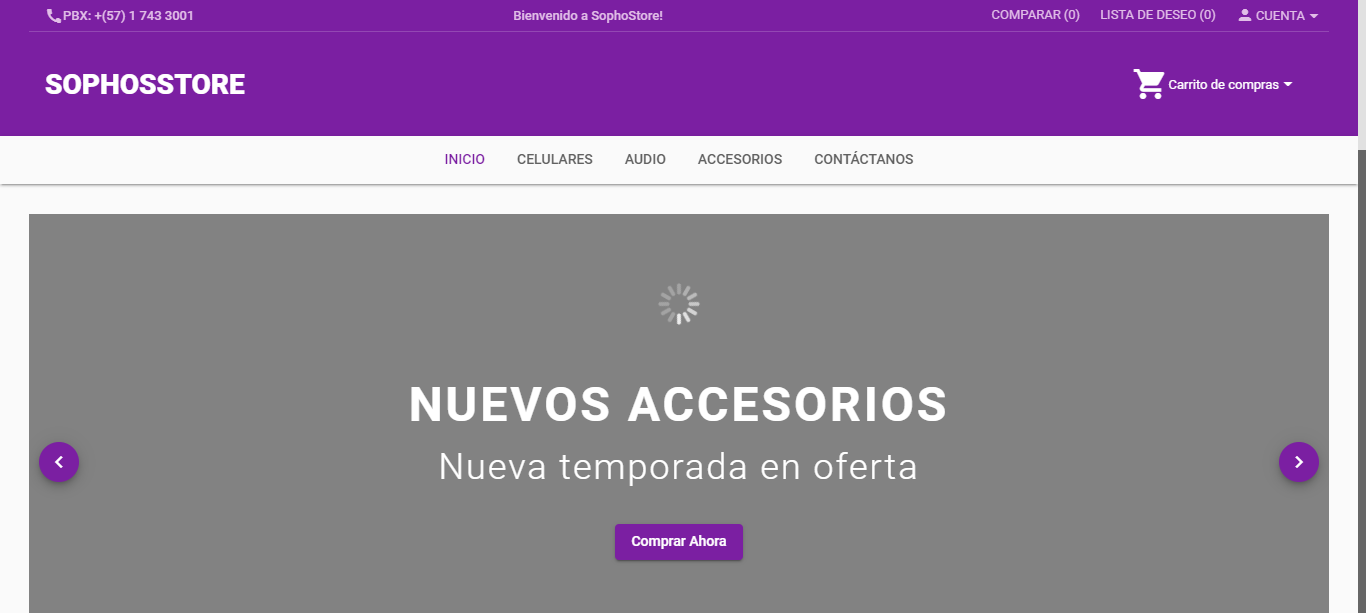 PBX: +(57) 1 743 3001
Bienvenido a SophoStore!
COMPARAR (0)
LISTA DE DESEO (0)
CUENTA
SOPHOSSTORE
Carrito de compras
INICIO
CELULARES
AUDIO
ACCESORIOS
CONTÁCTANOS
NUEVOS ACCESORIOS
Nueva temporada en oferta
Comprar Ahora